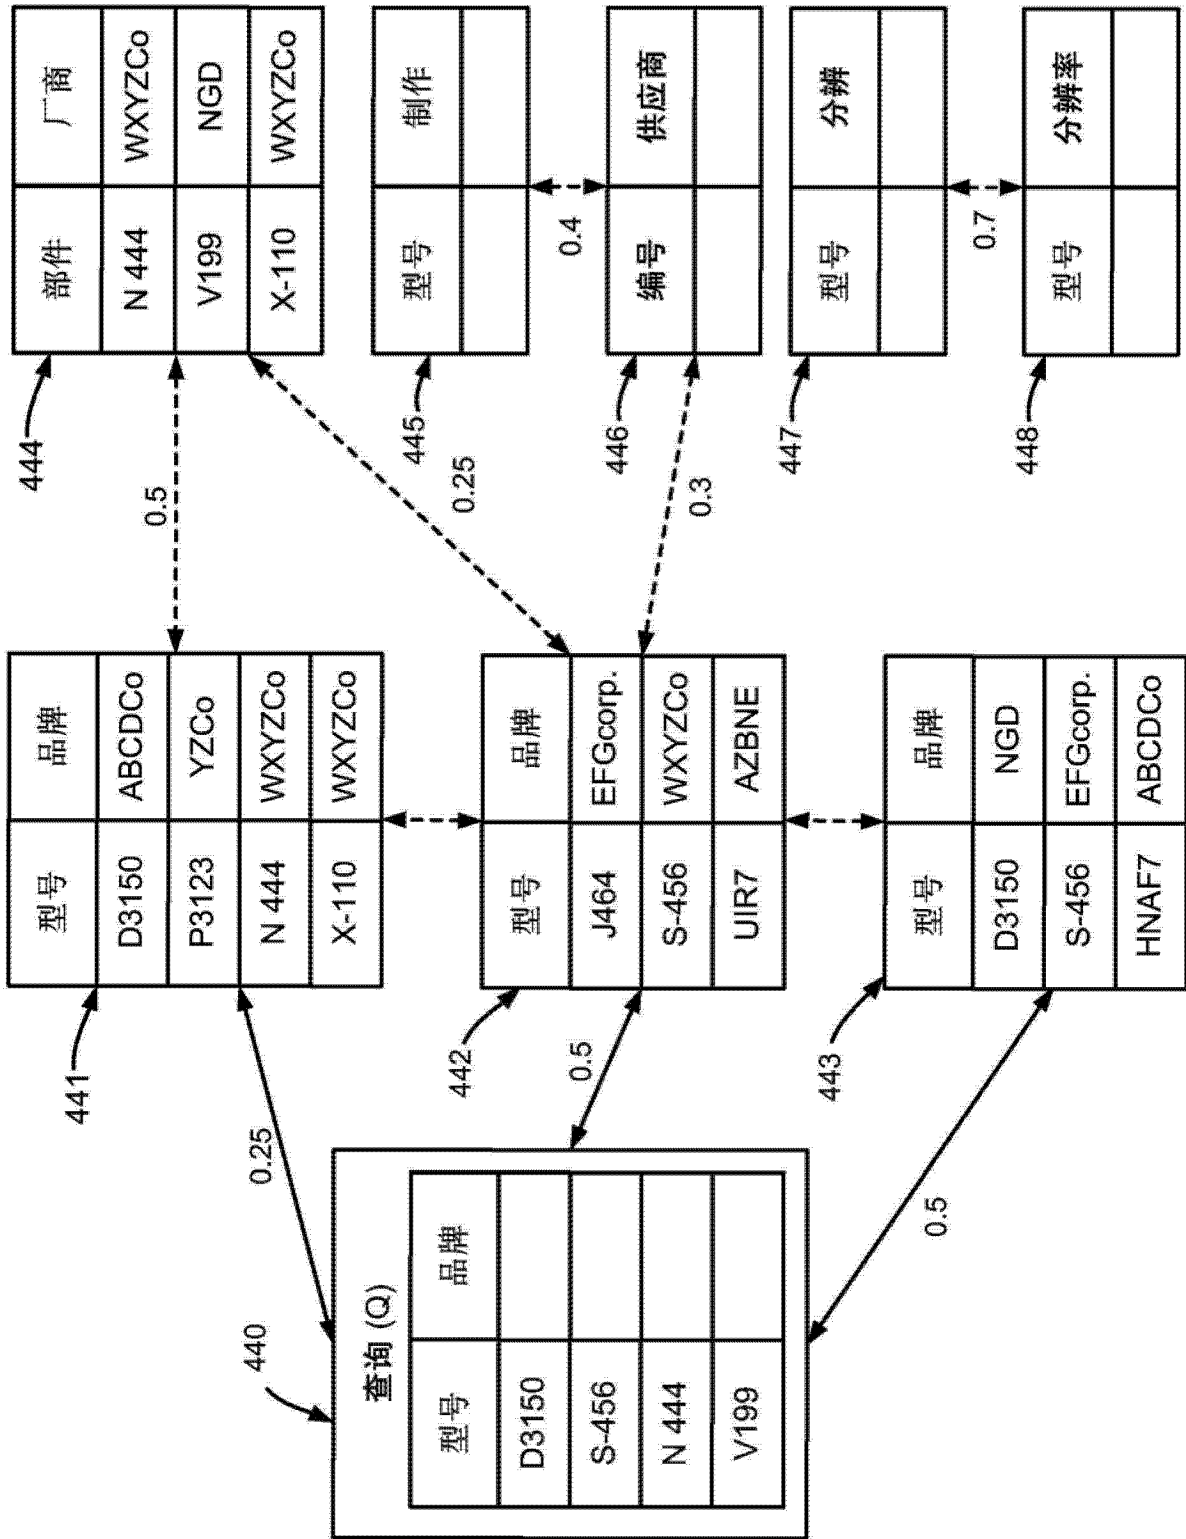 440
查询 (Q)
型号 品牌
D3150
S-456
N 444
V199
0.25
0.5
0.5
441
型号 品牌
D3150 ABCDCo
P3123 YZCo
N 444 WXYZCo
X-110 WXYZCo
442
型号 品牌
J464 EFGcorp.
S-456 WXYZCo
UIR7 AZBNE
443
型号 品牌
D3150 NGD
S-456 EFGcorp.
HNAF7 ABCDCo
0.5
0.25
0.3
444
部件 厂商
N 444 WXYZCo
V199 NGD
X-110 WXYZCo
445
型号 制作
0.4
446
编号 供应商
447
型号 分辨
0.7
448
型号 分辨率